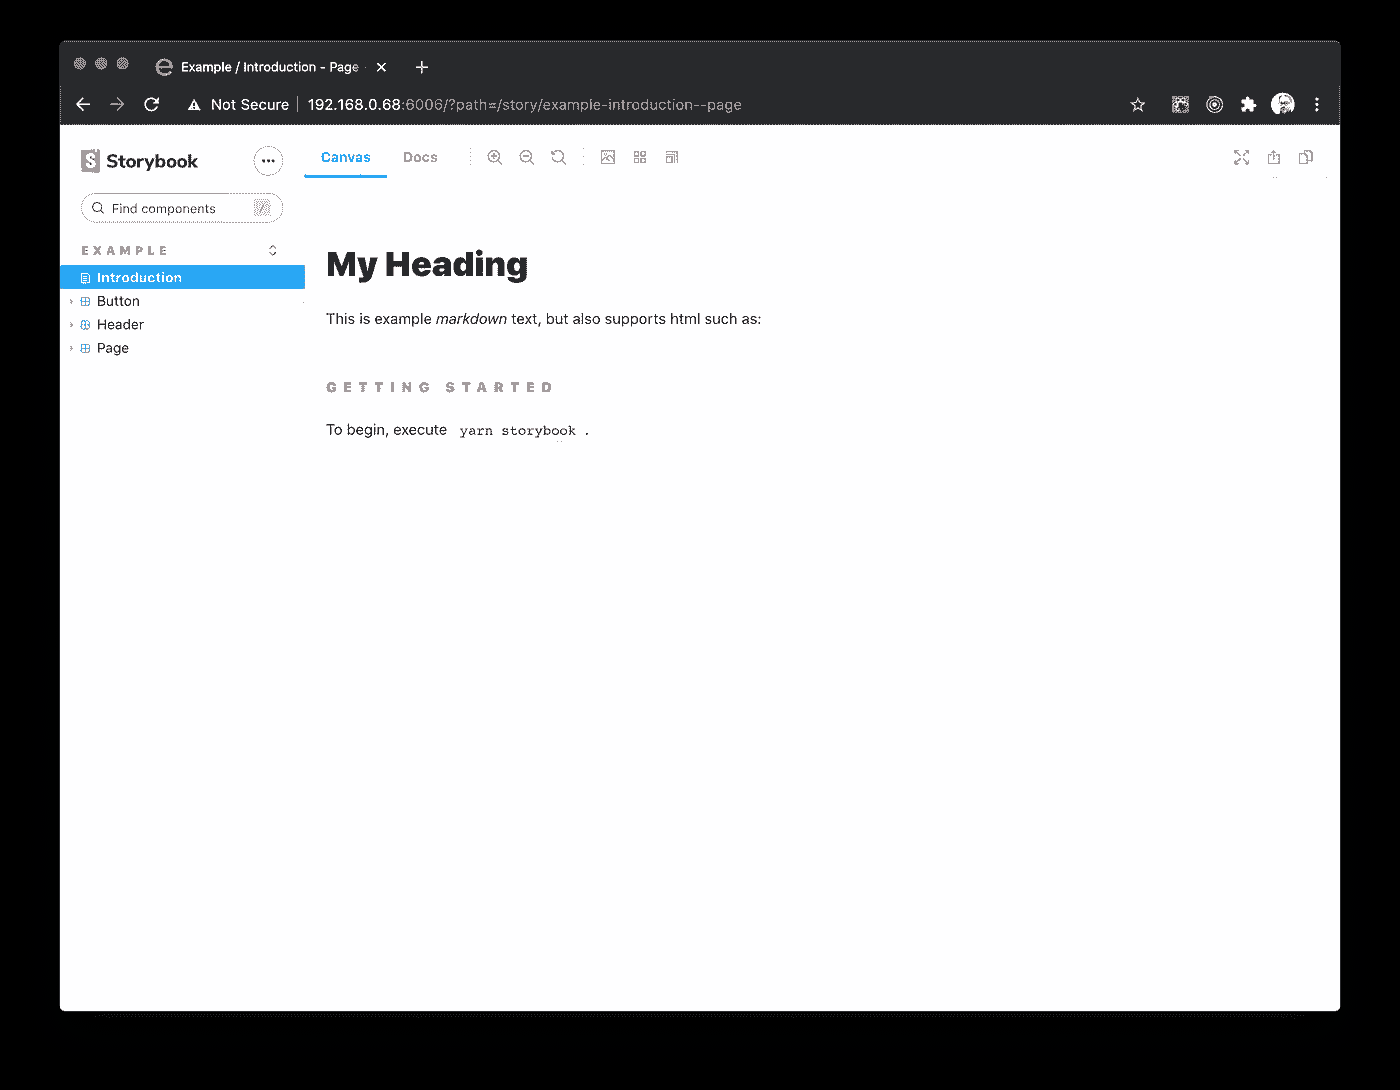 Example / Introduction - Page
Not Secure 192.168.0.68:6006/?path=/story/example-introduction--page
S Storybook
Canvas Docs
Find components /
EXAMPLE
Introduction
Button
Header
Page
My Heading
This is example markdown text, but also supports html such as:
GETTING STARTED
To begin, execute yarn storybook .